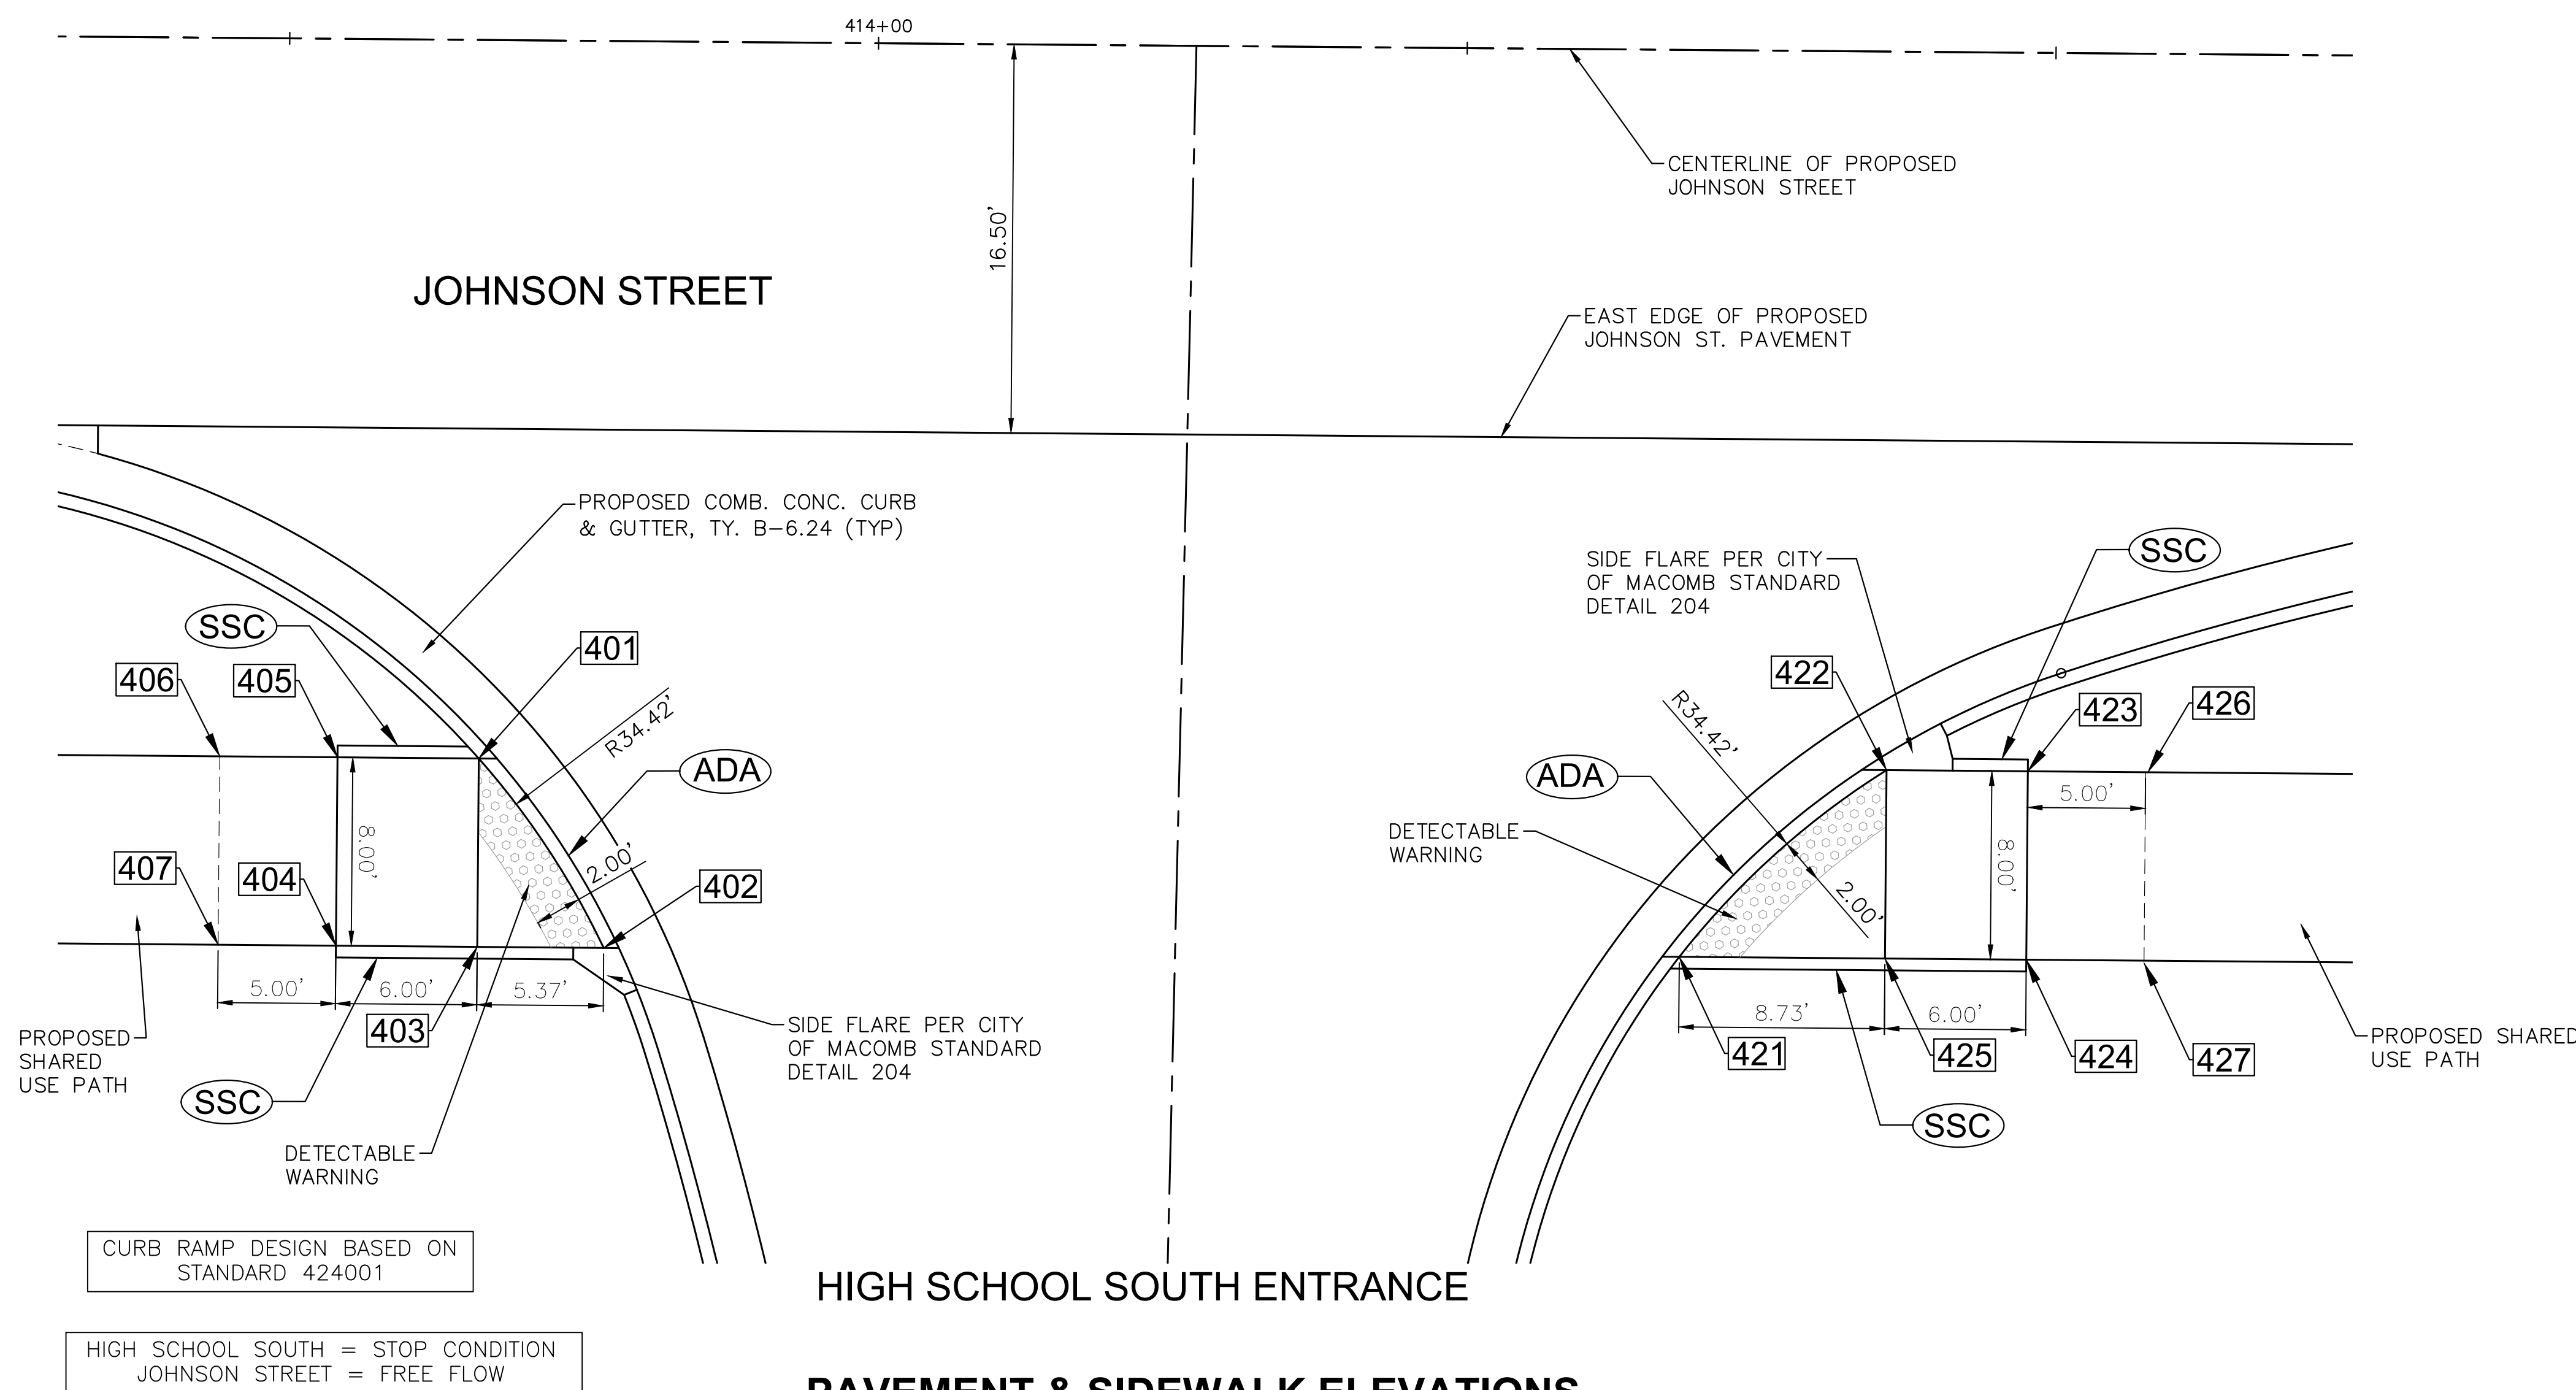 414+00
16.50'
CENTERLINE OF PROPOSED
JOHNSON STREET
JOHNSON STREET
EAST EDGE OF PROPOSED
JOHNSON ST. PAVEMENT
PROPOSED COMB. CONC. CURB
& GUTTER, TY. B-6.24 (TYP)
SSC
401
406
405
R34.42'
ADA
8.00'
2.00'
407
404
402
5.00'
6.00'
5.37'
403
PROPOSED
SHARED
USE PATH
SSC
SIDE FLARE PER CITY
OF MACOMB STANDARD
DETAIL 204
DETECTABLE
WARNING
SIDE FLARE PER CITY
OF MACOMB STANDARD
DETAIL 204
SSC
422
423
426
R34.42'
ADA
5.00'
DETECTABLE
WARNING
8.00'
2.00'
8.73'
6.00'
421
425
424
427
PROPOSED SHARED
USE PATH
SSC
CURB RAMP DESIGN BASED ON
STANDARD 424001
HIGH SCHOOL SOUTH ENTRANCE
HIGH SCHOOL SOUTH = STOP CONDITION
JOHNSON STREET = FREE FLOW
PAVEMENT & SIDEWALK ELEVATIONS